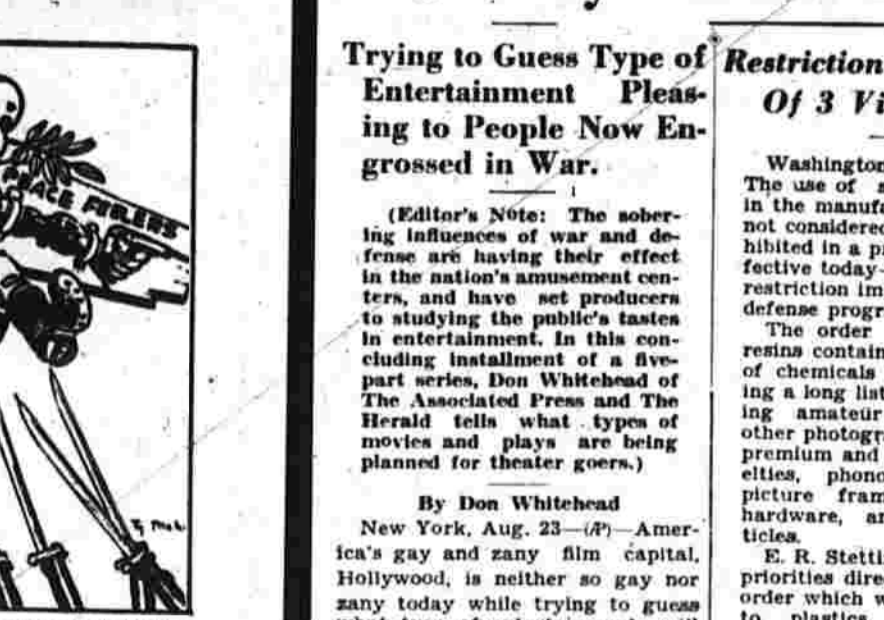 PEACE FEELERS
Trying to Guess Type of
Entertainment Pleas-
ing to People Now En-
grossed in War.
(Editor's Note: The sober-
ing influences of war and de-
fense are having their effect
in the nation's amusement cen-
ters, and have set producers
to studying the public's tastes
in entertainment. In this con-
cluding installment of a five-
part series, Don Whitehead of
The Associated Press and The
Herald tells what types of
movies and plays are being
planned for theater goers.)
By Don Whitehead
New York, Aug. 23—(AP)—Amer-
ica's gay and zany film capital,
Hollywood, is neither so gay nor
zany today while trying to guess
Restriction
Of 3 Vi
Washington
The use of s
in the manufa
not considered
hibited in a pr
fective today—
restriction im
defense progr
The order
resins contain
of chemicals
ing a long list
ing amateur
other photogr
premium and
elties, phono
picture fram
hardware, ar
ticles.
E. R. Stetti
priorities dire
order which w
to plastics